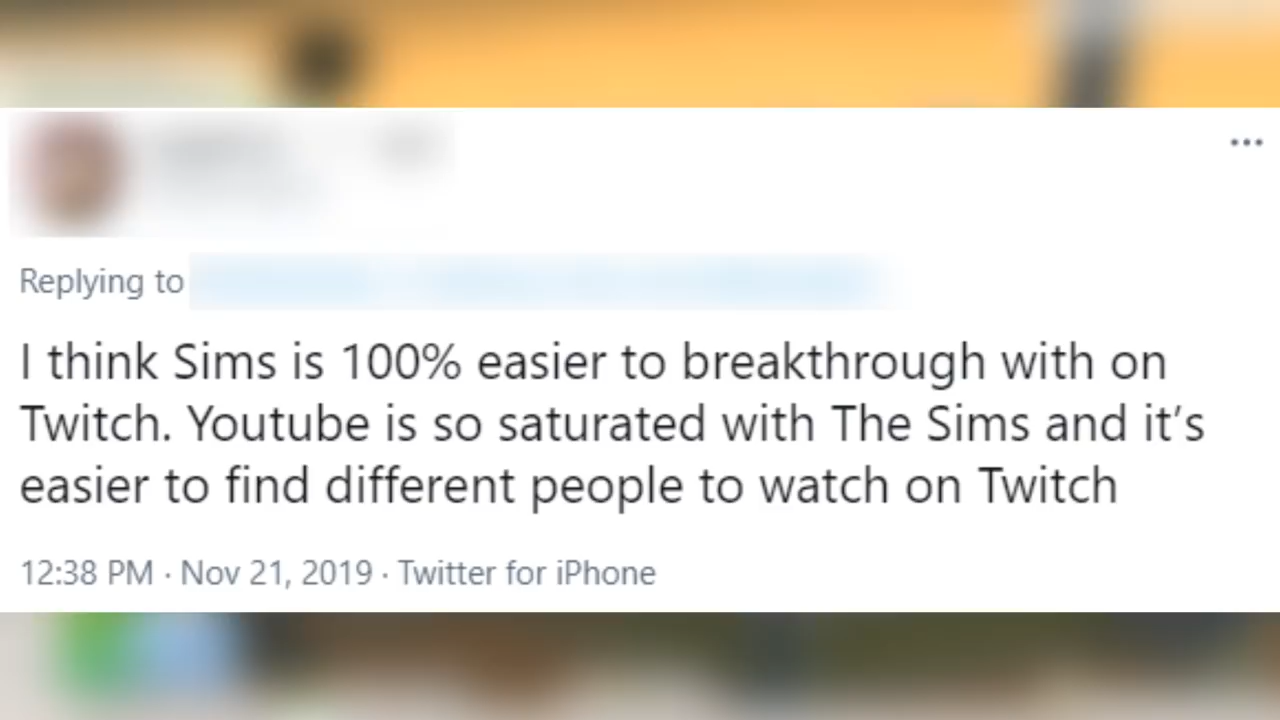 Replying to
I think Sims is 100% easier to breakthrough with on
Twitch. Youtube is so saturated with The Sims and it’s
easier to find different people to watch on Twitch
12:38 PM · Nov 21, 2019 · Twitter for iPhone